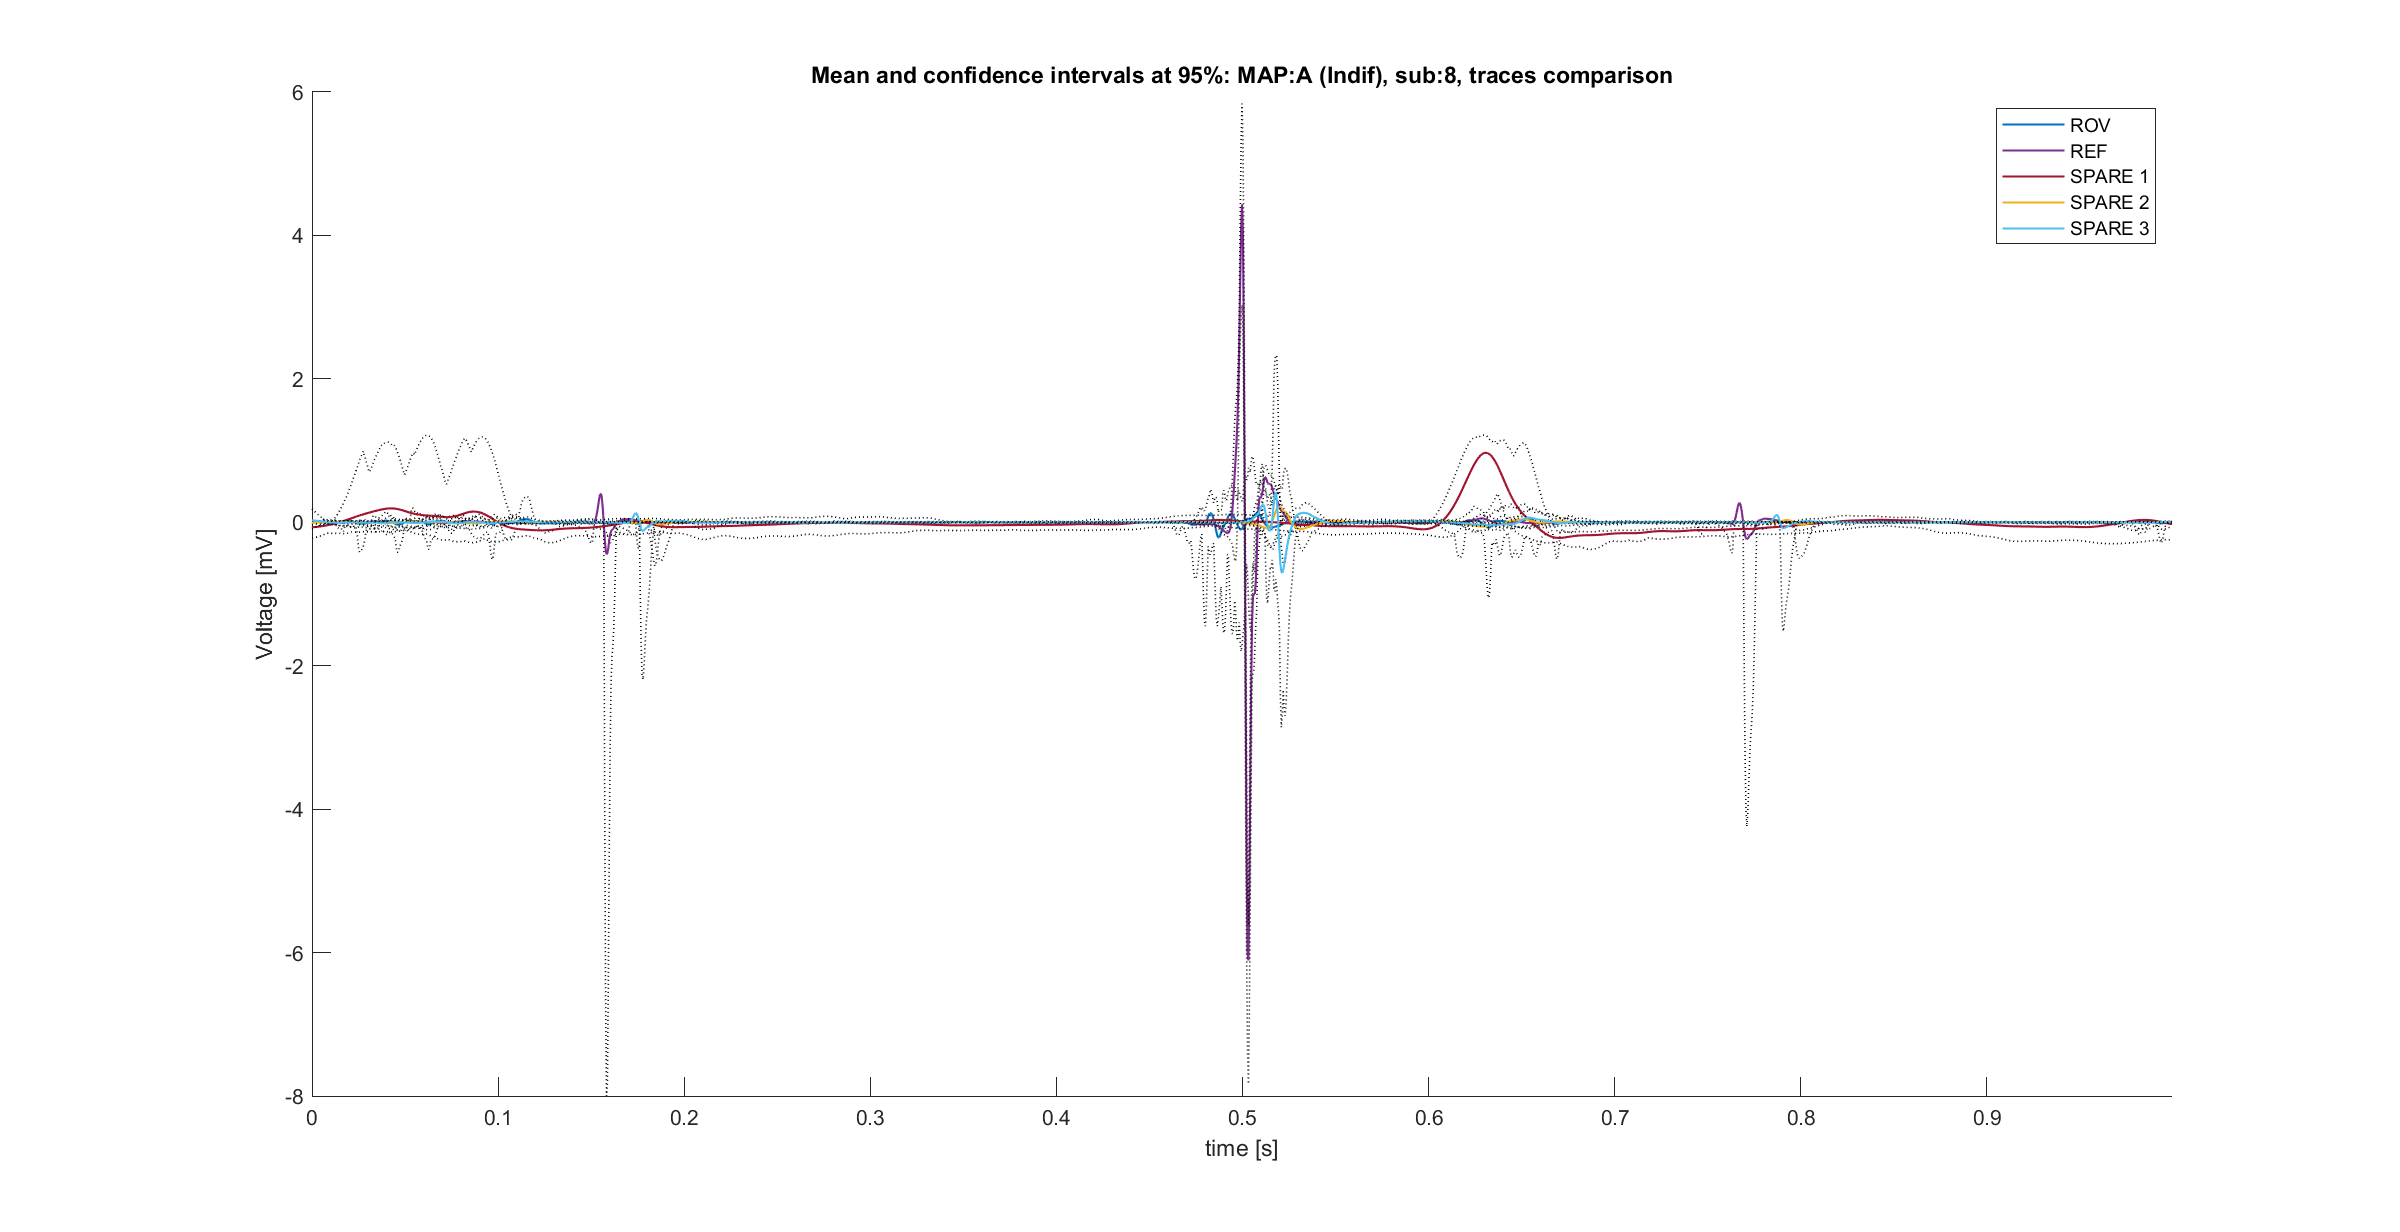 Mean and confidence intervals at 95%: MAP:A (Indif), sub:8, traces comparison
6
4
2
0
-2
-4
-6
-8
Voltage [mV]
ROV
REF
SPARE 1
SPARE 2
SPARE 3
0 0.1 0.2 0.3 0.4 0.5 0.6 0.7 0.8 0.9
time [s]